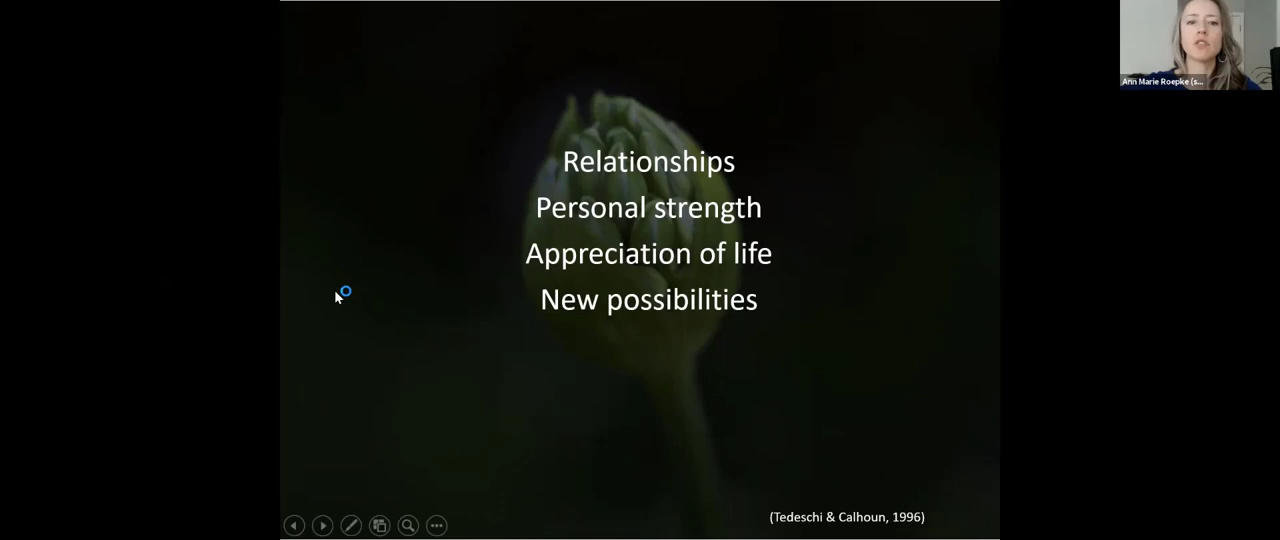 Relationships
Personal strength
Appreciation of life
New possibilities
(Tedeschi & Calhoun, 1996)
Ann Marie Roepke (s...